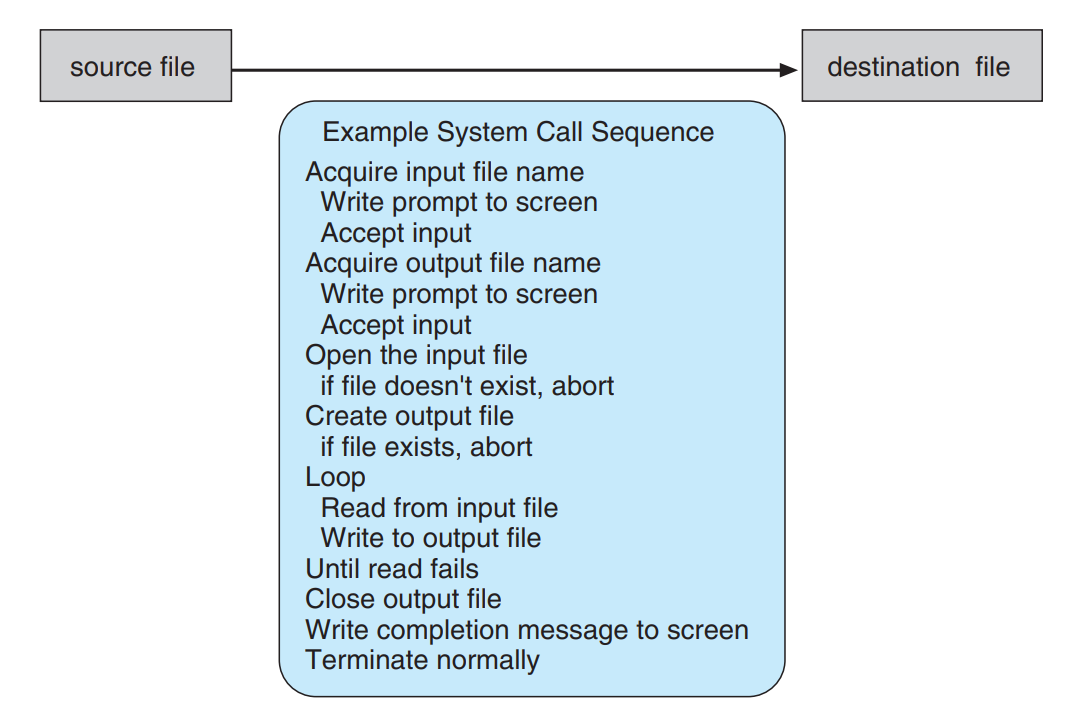 source file
destination file
Example System Call Sequence
Acquire input file name
Write prompt to screen
Accept input
Acquire output file name
Write prompt to screen
Accept input
Open the input file
if file doesn't exist, abort
Create output file
if file exists, abort
Loop
Read from input file
Write to output file
Until read fails
Close output file
Write completion message to screen
Terminate normally